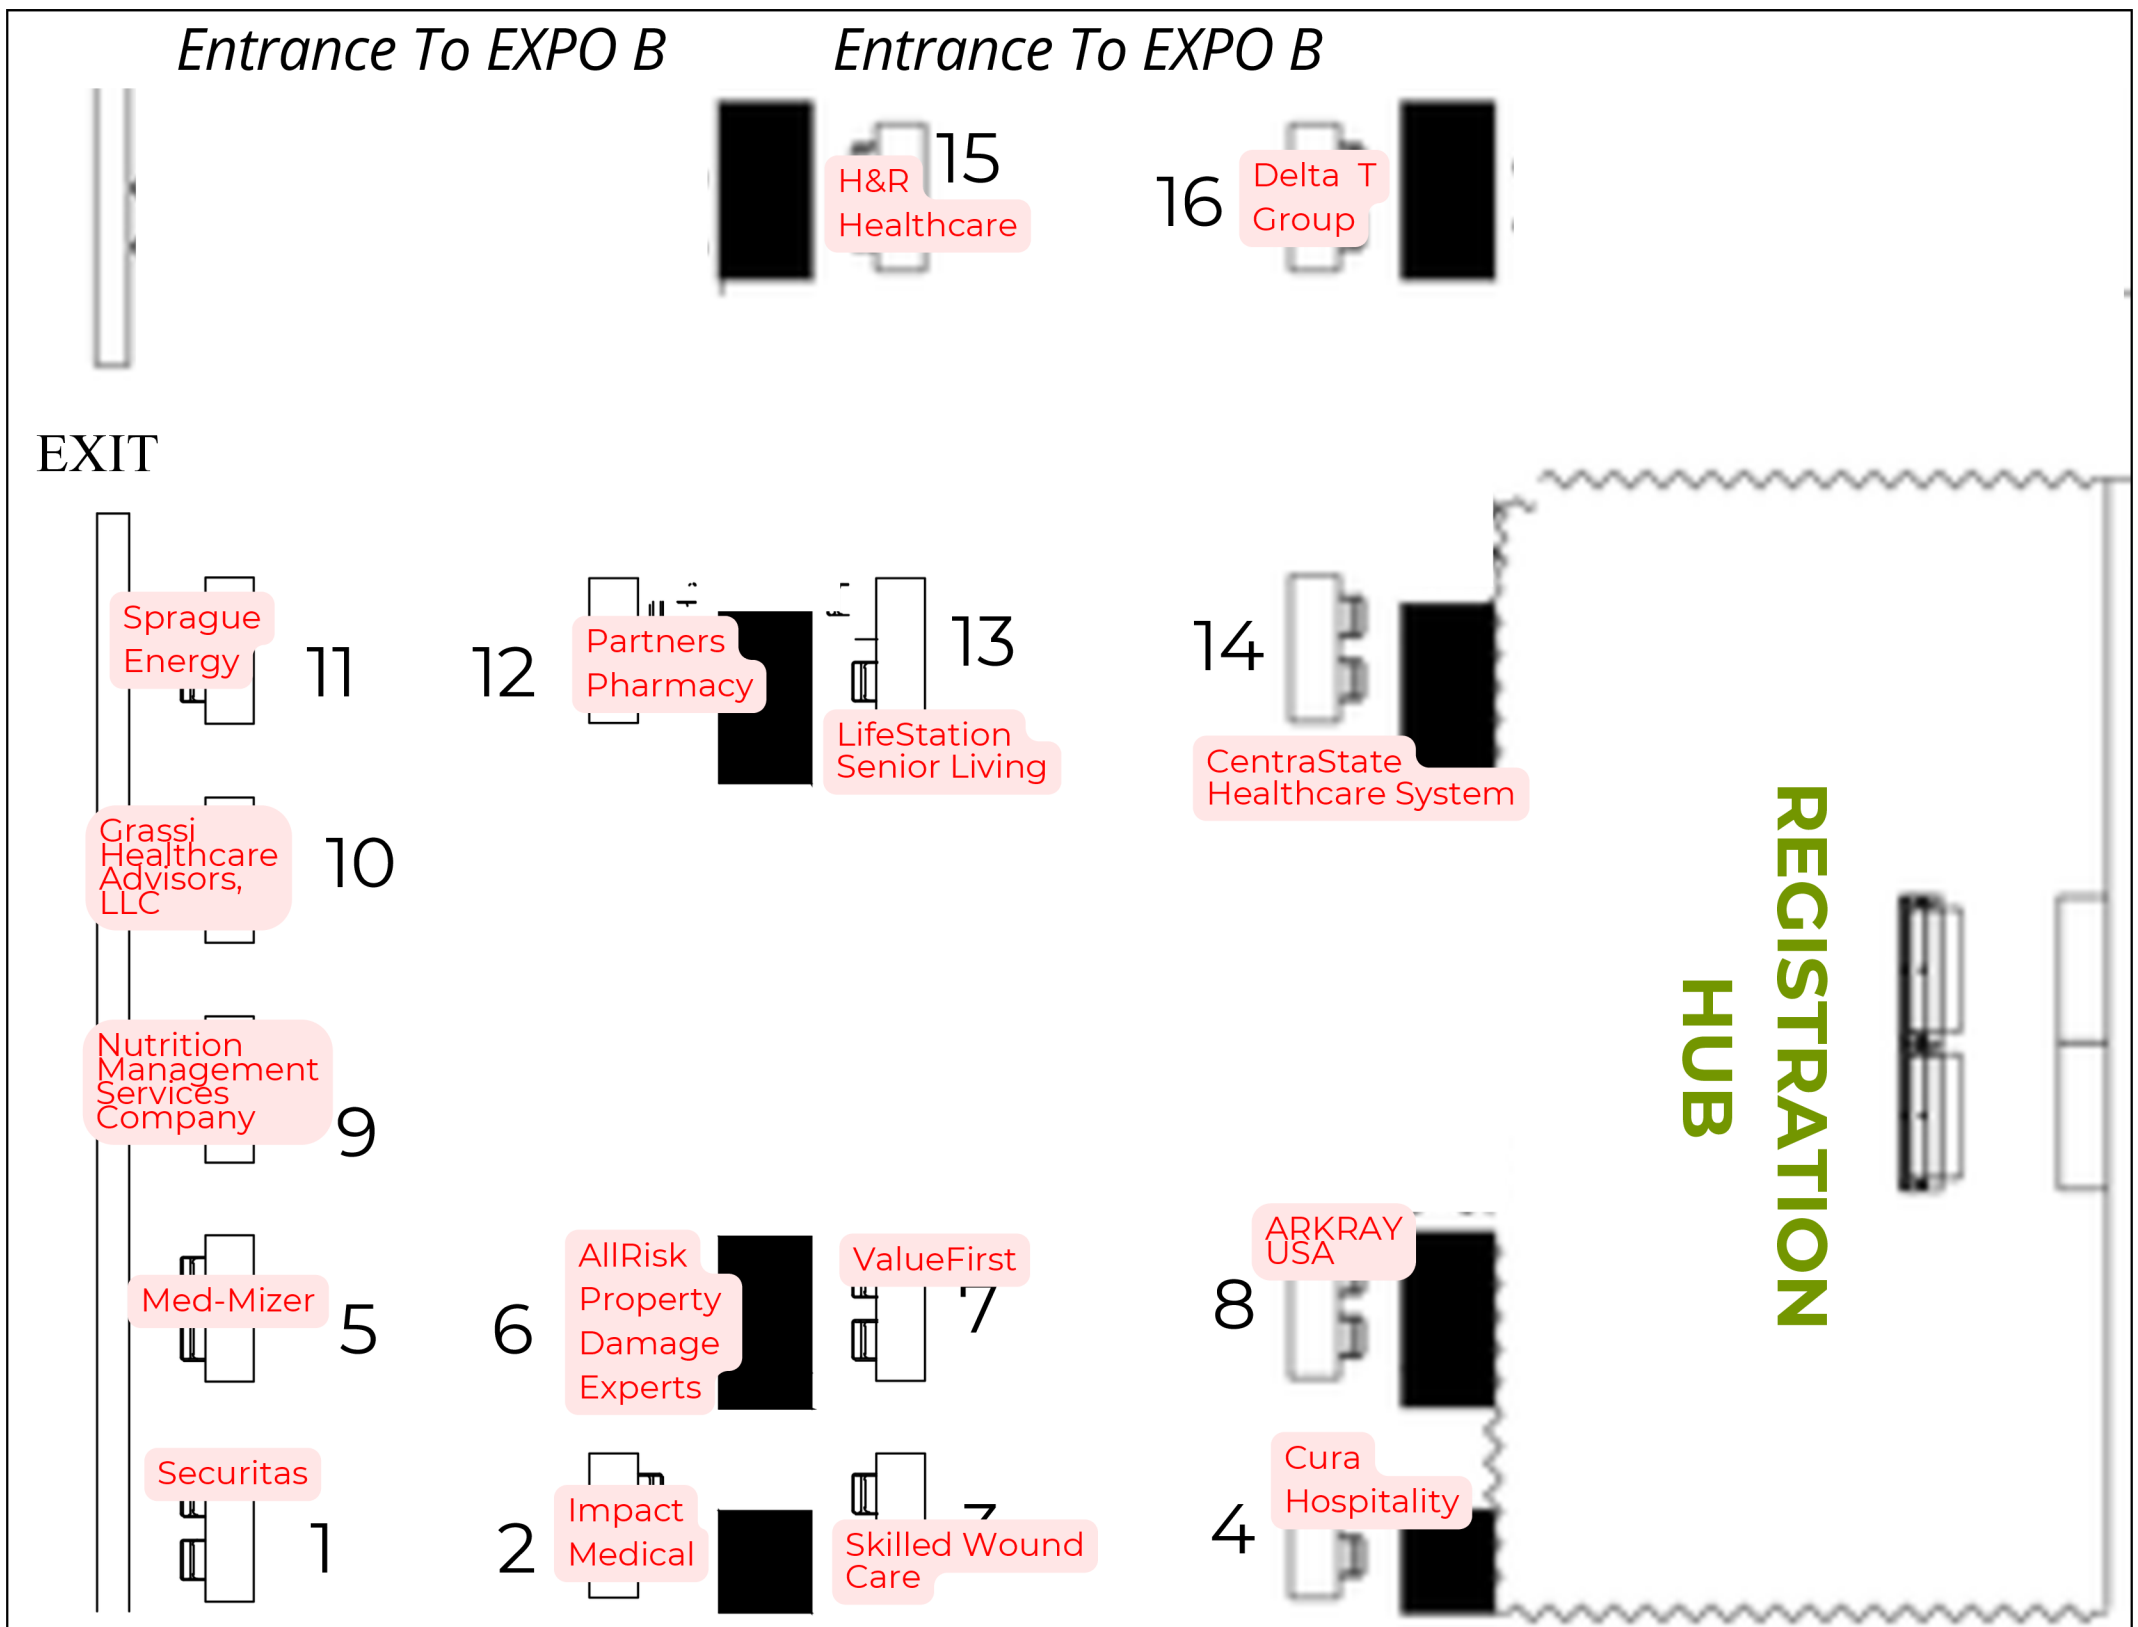 Entrance To EXPO B
Entrance To EXPO B
15
H&R
Healthcare
16
Delta T
Group
EXIT
Sprague
Energy
11
12
Partners
Pharmacy
13
LifeStation
Senior Living
14
CentraState
Healthcare System
Grassi
Healthcare
Advisors,
LLC
10
REGISTRATION
HUB
Nutrition
Management
Services
Company
9
Med-Mizer
5
6
AllRisk
Property
Damage
Experts
ValueFirst
7
ARKRAY
USA
8
Securitas
1
2
Impact
Medical
Skilled Wound
Care
4
Cura
Hospitality